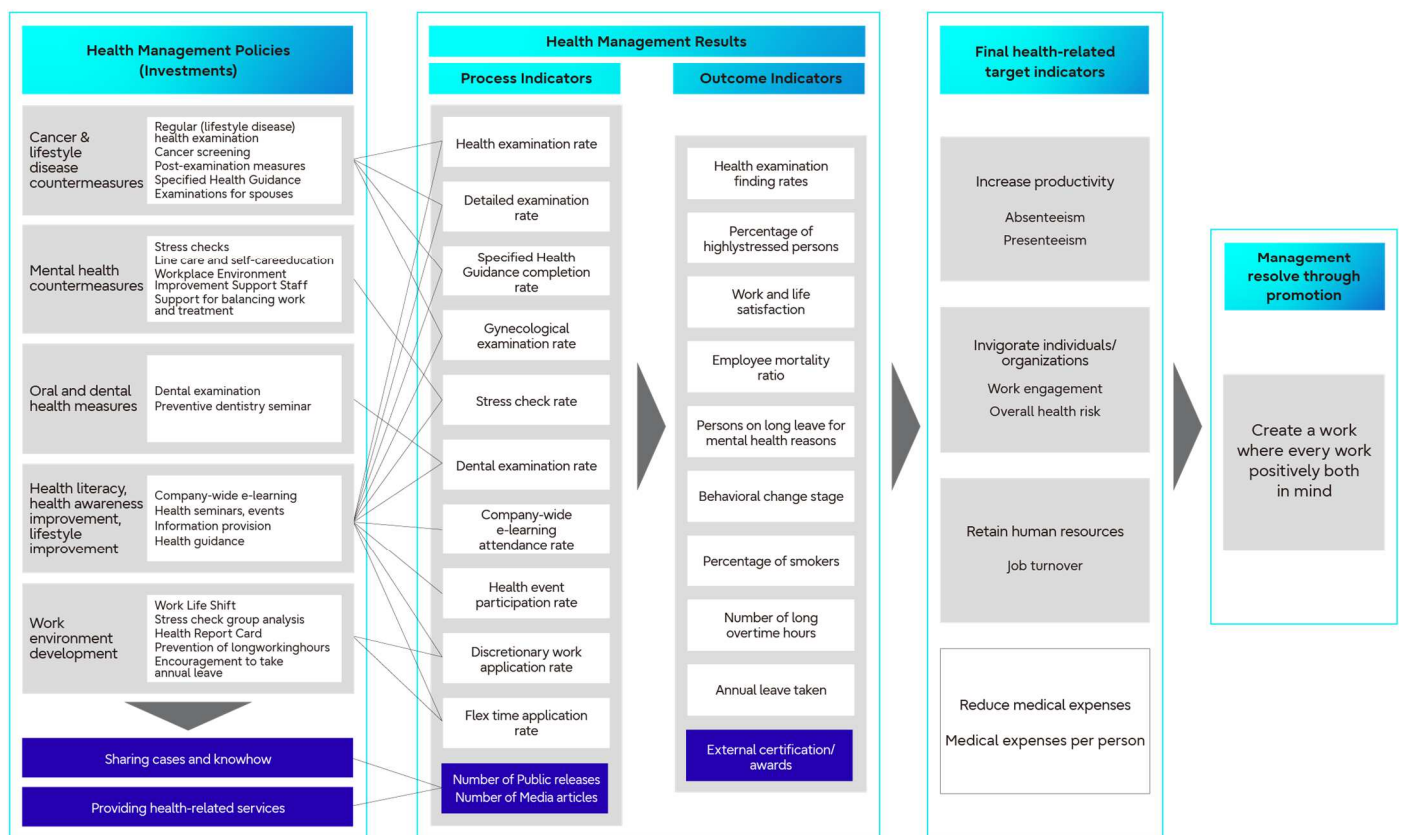 Health Management Policies
(Investments)
Cancer &
lifestyle
disease
countermeasures
Regular (lifestyle disease)
health examination
Cancer screening
Post-examination measures
Specified Health Guidance
Examinations for spouses
Mental health
countermeasures
Stress checks
Line care and self-careeducation
Workplace Environment
Improvement Support Staff
Support for balancing work
and treatment
Oral and dental
health measures
Dental examination
Preventive dentistry seminar
Health literacy,
health awareness
improvement,
lifestyle
improvement
Company-wide e-learning
Health seminars, events
Information provision
Health guidance
Work
environment
development
Work Life Shift
Stress check group analysis
Health Report Card
Prevention of longworkinghours
Encouragement to take
annual leave
Sharing cases and knowhow
Providing health-related services
Health Management Results
Process Indicators
Health examination rate
Detailed examination
rate
Specified Health
Guidance completion
rate
Gynecological
examination rate
Stress check rate
Dental examination rate
Company-wide
e-learning
attendance rate
Health event
participation rate
Discretionary work
application rate
Flex time application
rate
Number of Public releases
Number of Media articles
Outcome Indicators
Health examination
finding rates
Percentage of
highlystressed persons
Work and life
satisfaction
Employee mortality
ratio
Persons on long leave for
mental health reasons
Behavioral change stage
Percentage of smokers
Number of long
overtime hours
Annual leave taken
External certification/
awards
Final health-related
target indicators
Increase productivity
Absenteeism
Presenteeism
Invigorate individuals/
organizations
Work engagement
Overall health risk
Retain human resources
Job turnover
Reduce medical expenses
Medical expenses per person
Management
resolve through
promotion
Create a work
where every work
positively both
in mind